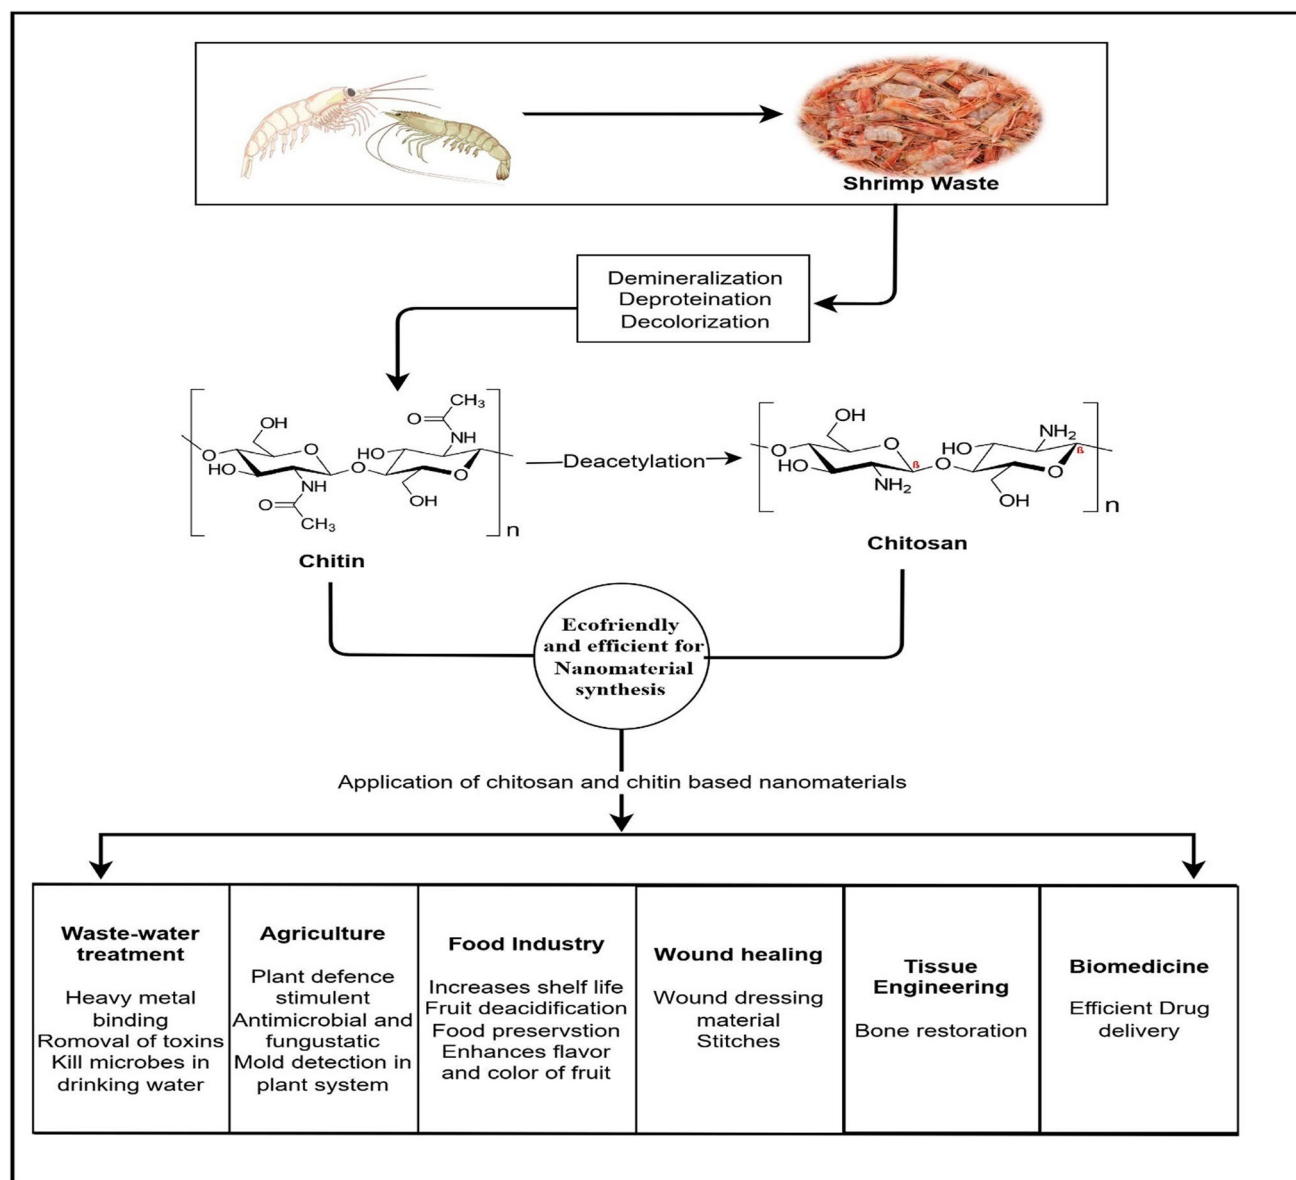 Shrimp Waste
Demineralization
Deproteination
Decolorization
CH3
O
NH
OH
O
HO
O
O
HO
NH
O
OH
O
CH3
n
Chitin
Deacetylation
OH
NH2
O
HO
O
HO
ß
O
NH2
O
ß
OH
n
Chitosan
Ecofriendly
and efficient for
Nanomaterial
synthesis
Application of chitosan and chitin based nanomaterials
Waste-water
treatment
Heavy metal
binding
Romoval of toxins
Kill microbes in
drinking water
Agriculture
Plant defence
stimulent
Antimicrobial and
fungustatic
Mold detection in
plant system
Food Industry
Increases shelf life
Fruit deacidification
Food preservstion
Enhances flavor
and color of fruit
Wound healing
Wound dressing
material
Stitches
Tissue
Engineering
Bone restoration
Biomedicine
Efficient Drug
delivery